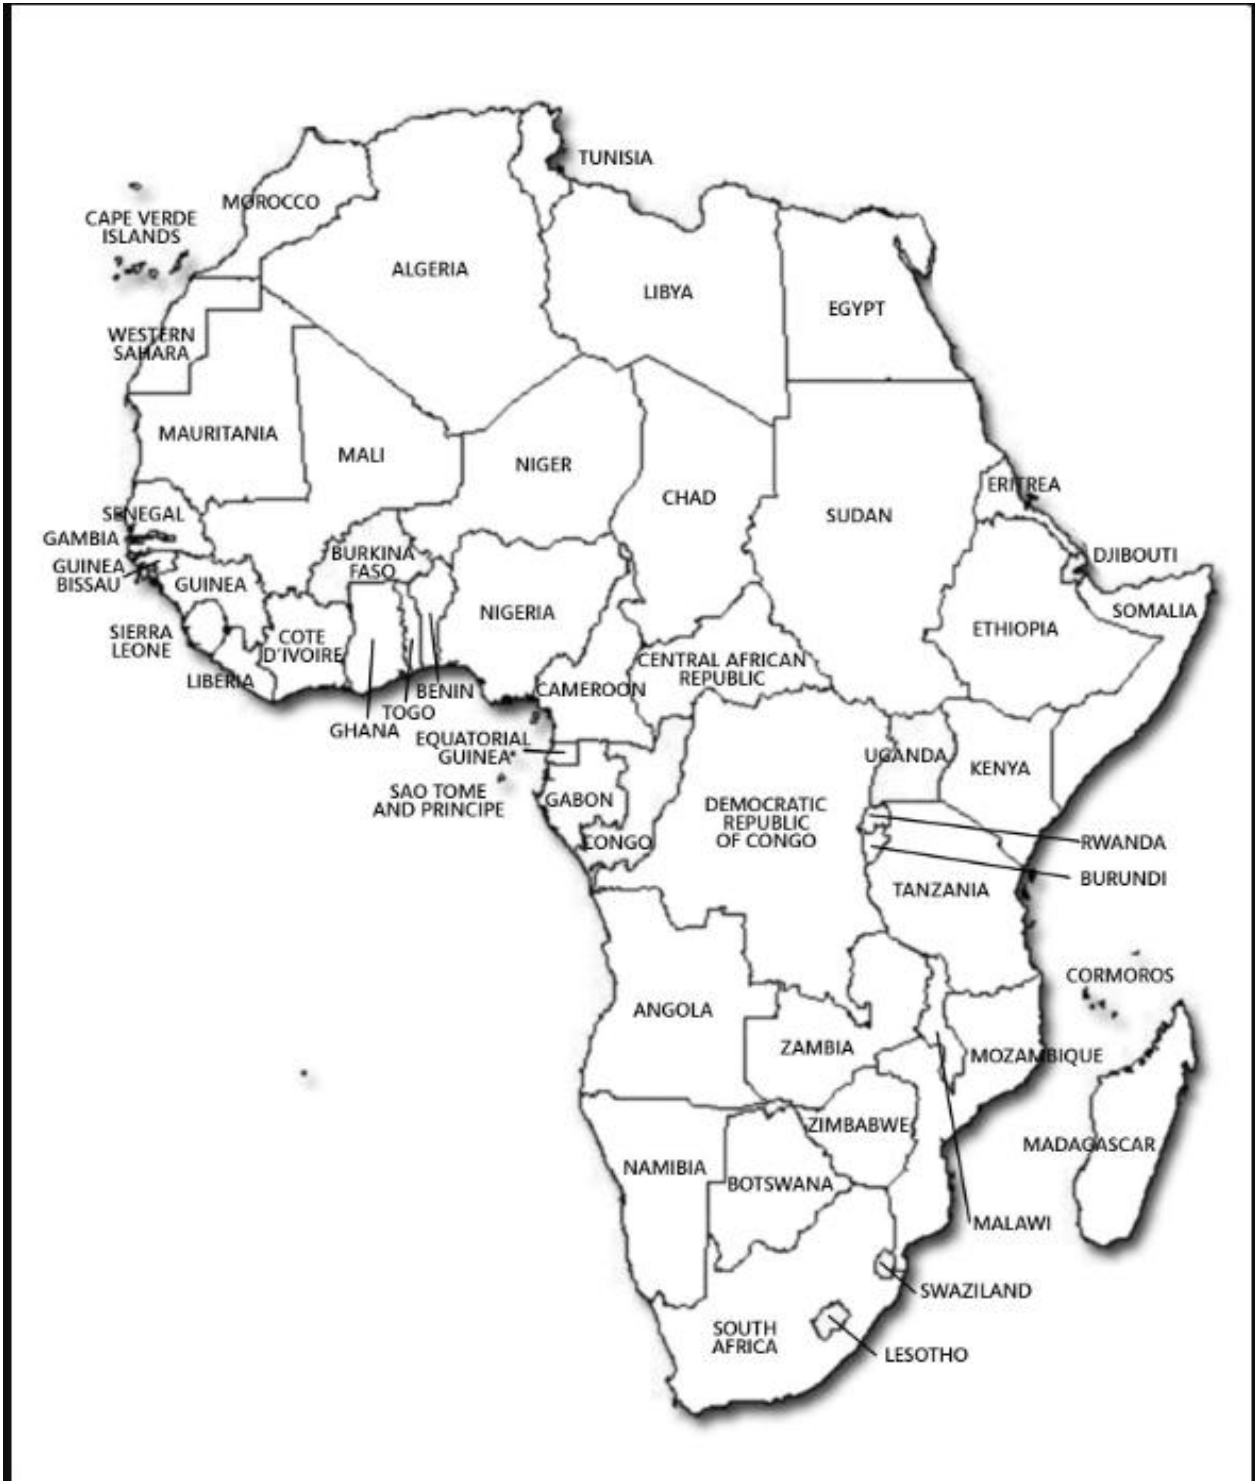 TUNISIA
MOROCCO
CAPE VERDE
ISLANDS
ALGERIA
LIBYA
EGYPT
WESTERN
SAHARA
MAURITANIA
MALI
NIGER
CHAD
SUDAN
ERITREA
SENEGAL
GAMBIA
GUINEA
BISSAU
GUINEA
BURKINA
FASO
DJIBOUTI
SOMALIA
ETHIOPIA
NIGERIA
SIERRA
LEONE
COTE
D'IVOIRE
LIBERIA
CENTRAL AFRICAN
REPUBLIC
CAMEROON
BENIN
TOGO
GHANA
EQUATORIAL
GUINEA*
SAO TOME
AND PRINCIPE
GABON
CONGO
DEMOCRATIC
REPUBLIC
OF CONGO
UGANDA
KENYA
RWANDA
BURUNDI
TANZANIA
CORMOROS
ANGOLA
ZAMBIA
MOZAMBIQUE
ZIMBABWE
MADAGASCAR
NAMIBIA
BOTSWANA
MALAWI
SWAZILAND
SOUTH
AFRICA
LESOTHO